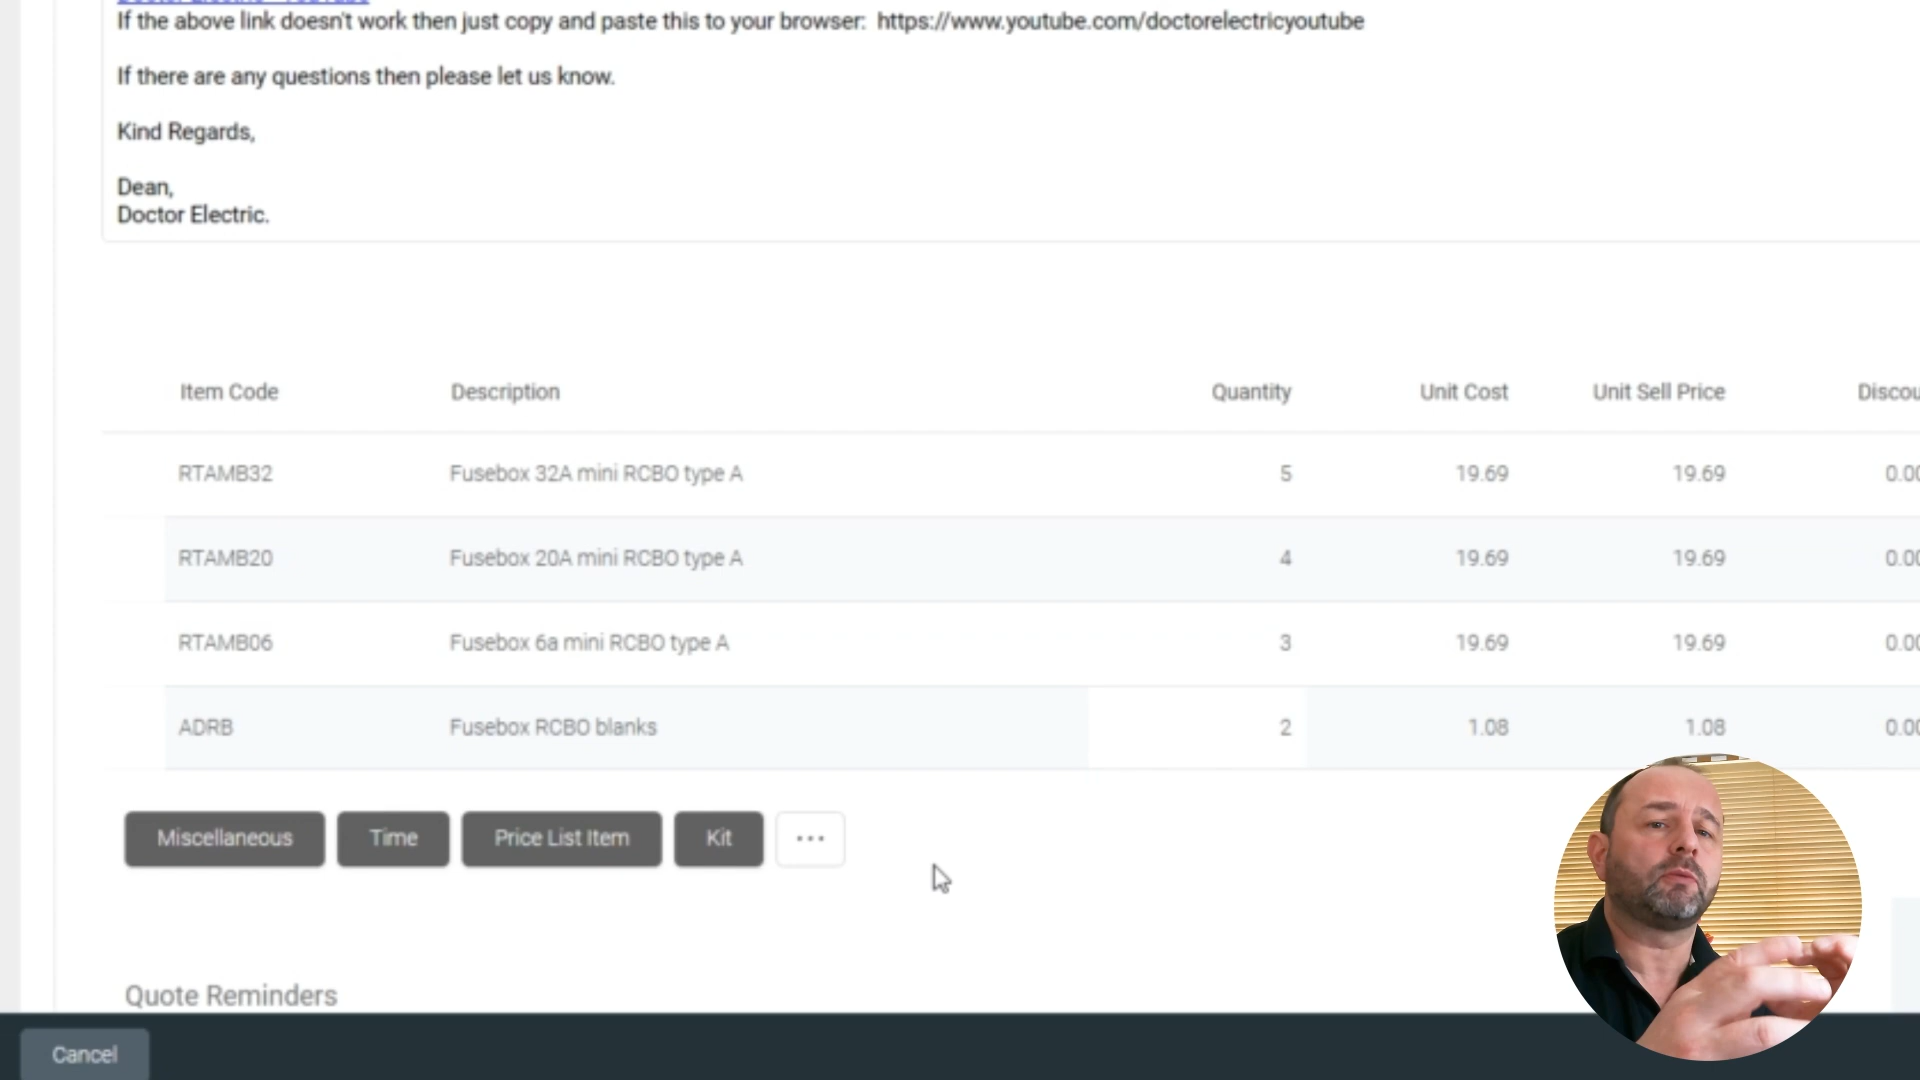 If the above link doesn't work then just copy and paste this to your browser: https://www.youtube.com/doctorelectricyoutube
If there are any questions then please let us know.
Kind Regards,
Dean,
Doctor Electric.
Item Code Description Quantity Unit Cost Unit Sell Price Discou
RTAMB32 Fusebox 32A mini RCBO type A 5 19.69 19.69 0.00
RTAMB20 Fusebox 20A mini RCBO type A 4 19.69 19.69 0.00
RTAMB06 Fusebox 6a mini RCBO type A 3 19.69 19.69 0.00
ADRB Fusebox RCBO blanks 2 1.08 1.08 0.00
Miscellaneous Time Price List Item Kit ...
Quote Reminders
Cancel